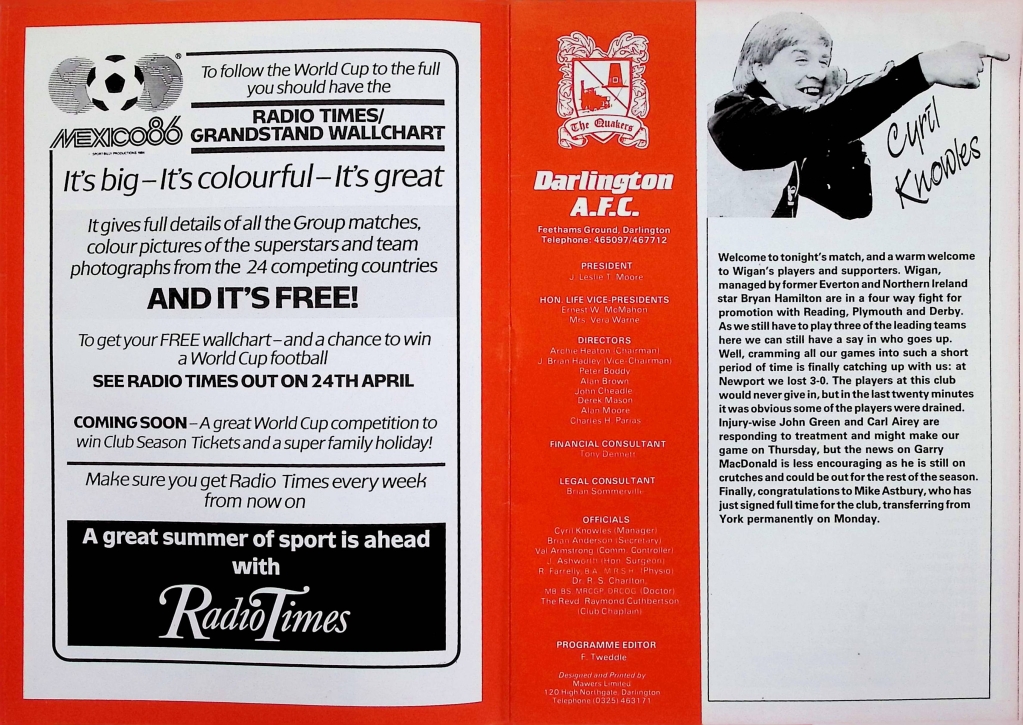 ®
MEXICO86
SPORT-BILLY PRODUCTIONS 1984
To follow the World Cup to the full
you should have the
RADIO TIMES/
GRANDSTAND WALLCHART
It's big – It's colourful – It's great
It gives full details of all the Group matches,
colour pictures of the superstars and team
photographs from the 24 competing countries
AND IT'S FREE!
To get your FREE wallchart – and a chance to win
a World Cup football
SEE RADIO TIMES OUT ON 24TH APRIL
COMING SOON – A great World Cup competition to
win Club Season Tickets and a super family holiday!
Make sure you get Radio Times every week
from now on
A great summer of sport is ahead
with
Radio Times
The Quakers
Darlington
A.F.C.
Feethams Ground, Darlington
Telephone: 465097/467712
PRESIDENT
J. Leslie T. Moore
HON. LIFE VICE-PRESIDENTS
Ernest W. McMahon
Mrs. Vera Warne
DIRECTORS
Archie Heaton (Chairman)
J. Brian Hadley (Vice-Chairman)
Peter Boddy
Alan Brown
John Cheadle
Derek Mason
Alan Moore
Charles H. Parias
FINANCIAL CONSULTANT
Tony Dennett
LEGAL CONSULTANT
Brian Sommerville
OFFICIALS
Cyril Knowles (Manager)
Brian Anderson (Secretary)
Val Armstrong (Comm. Controller)
J. Ashworth (Hon. Surgeon)
R. Farrelly, B.A., M.R.S.H. (Physio)
Dr. R. S. Charlton,
MB, BS, MRCGP, DRCOG (Doctor)
The Revd. Raymond Cuthbertson
(Club Chaplain)
PROGRAMME EDITOR
F. Tweddle
Designed and Printed by
Mawers Limited
120 High Northgate, Darlington
Telephone (0325) 463171
Cyril
Knowles
Welcome to tonight's match, and a warm welcome
to Wigan's players and supporters. Wigan,
managed by former Everton and Northern Ireland
star Bryan Hamilton are in a four way fight for
promotion with Reading, Plymouth and Derby.
As we still have to play three of the leading teams
here we can still have a say in who goes up.
Well, cramming all our games into such a short
period of time is finally catching up with us: at
Newport we lost 3-0. The players at this club
would never give in, but in the last twenty minutes
it was obvious some of the players were drained.
Injury-wise John Green and Carl Airey are
responding to treatment and might make our
game on Thursday, but the news on Garry
MacDonald is less encouraging as he is still on
crutches and could be out for the rest of the season.
Finally, congratulations to Mike Astbury, who has
just signed full time for the club, transferring from
York permanently on Monday.